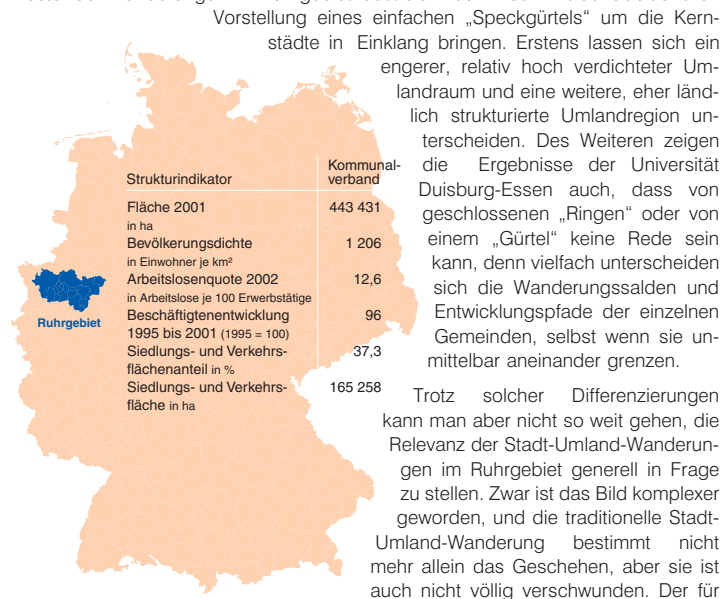 Vorstellung eines einfachen „Speckgürtels“ um die Kern-
städte in Einklang bringen. Erstens lassen sich ein
engerer, relativ hoch verdichteter Um-
landraum und eine weitere, eher länd-
lich strukturierte Umlandregion un-
terscheiden. Des Weiteren zeigen
die Ergebnisse der Universität
Duisburg-Essen auch, dass von
geschlossenen „Ringen“ oder von
einem „Gürtel“ keine Rede sein
kann, denn vielfach unterscheiden
sich die Wanderungssalden und
Entwicklungspfade der einzelnen
Gemeinden, selbst wenn sie un-
mittelbar aneinander grenzen.
Trotz solcher Differenzierungen
kann man aber nicht so weit gehen, die
Relevanz der Stadt-Umland-Wanderun-
gen im Ruhrgebiet generell in Frage
zu stellen. Zwar ist das Bild komplexer
geworden, und die traditionelle Stadt-
Umland-Wanderung bestimmt nicht
mehr allein das Geschehen, aber sie ist
auch nicht völlig verschwunden. Der für
Strukturindikator
Kommunal-
verband
Fläche 2001 443 431
in ha
Bevölkerungsdichte 1 206
in Einwohner je km²
Arbeitslosenquote 2002 12,6
in Arbeitslose je 100 Erwerbstätige
Beschäftigtenentwicklung 96
1995 bis 2001 (1995 = 100)
Siedlungs- und Verkehrs- 37,3
flächenanteil in %
Siedlungs- und Verkehrs- 165 258
fläche in ha
Ruhrgebiet